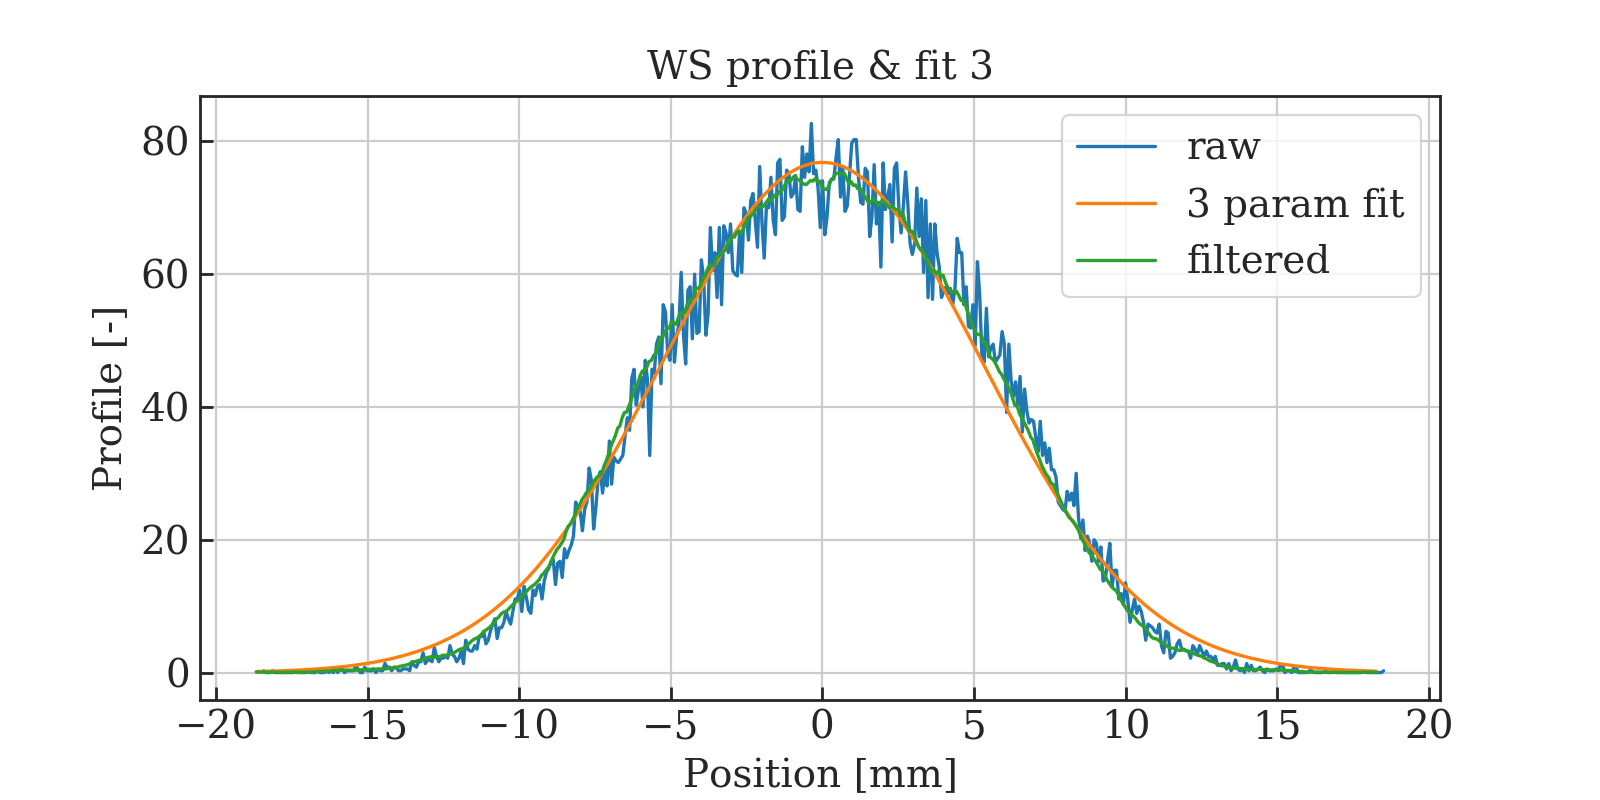 WS profile & fit 3
raw
3 param fit
filtered
80
60
40
20
0
Profile [-]
−20 −15 −10 −5 0 5 10 15 20
Position [mm]